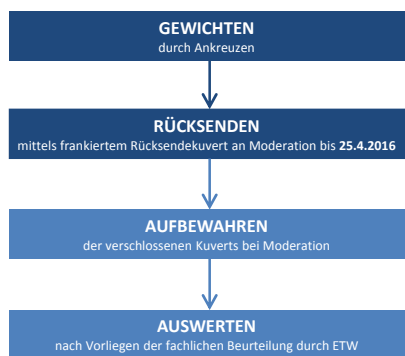 GEWICHTEN
durch Ankreuzen
RÜCKSENDEN
mittels frankiertem Rücksendekuvert an Moderation bis 25.4.2016
AUFBEWAHREN
der verschlossenen Kuverts bei Moderation
AUSWERTEN
nach Vorliegen der fachlichen Beurteilung durch ETW